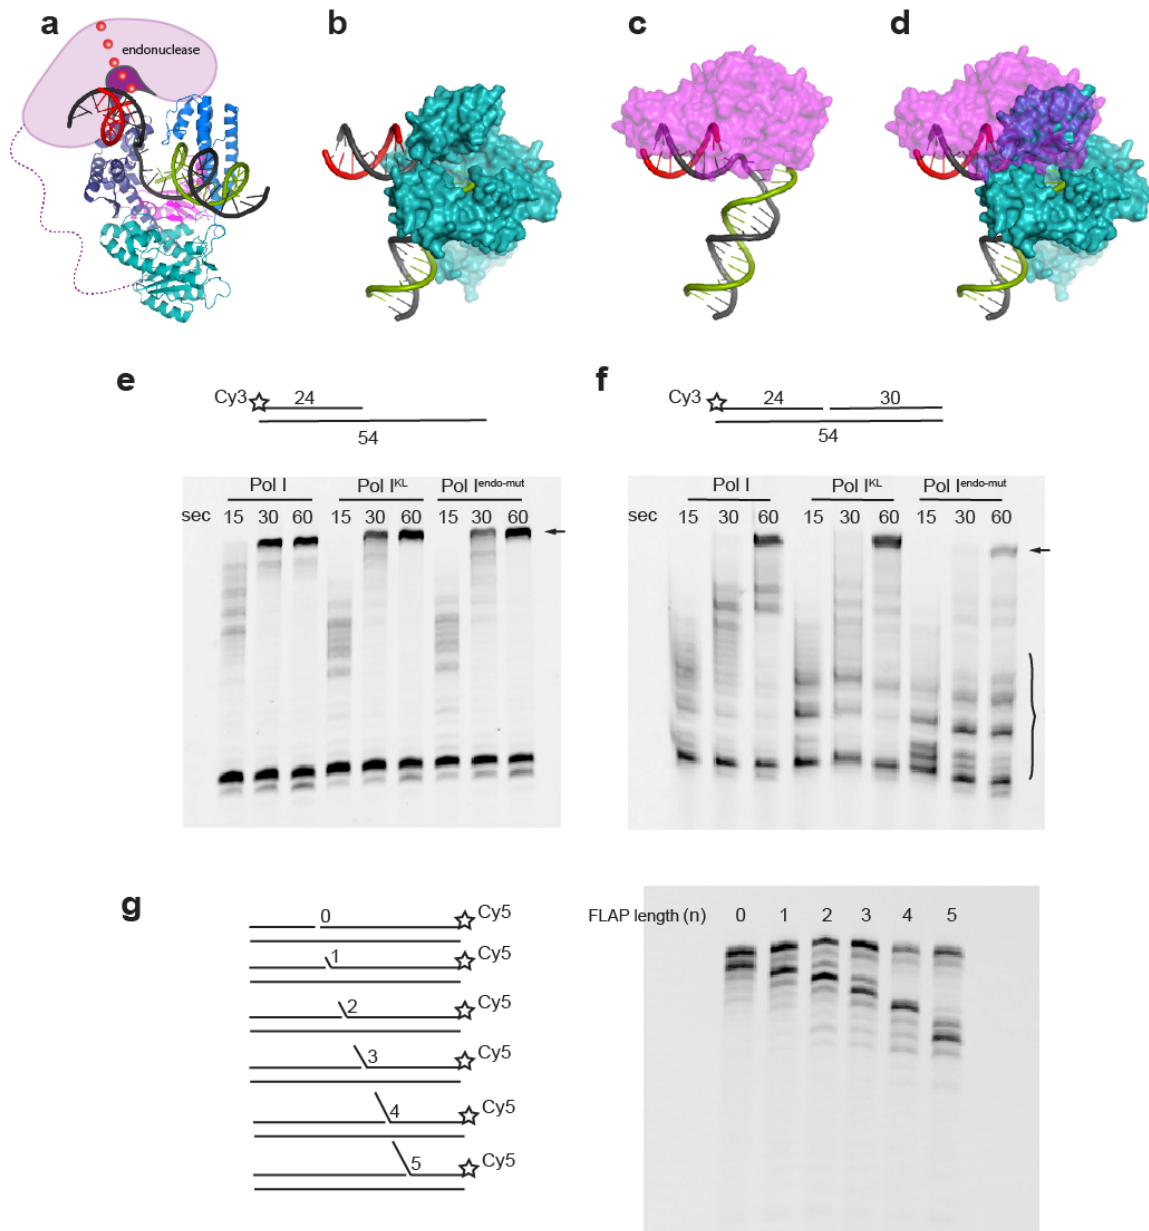 a
b
c
d
endonuclease
e
f
Cy3
24
54
Cy3
24
30
54
Pol I
Pol I^KL
Pol I^endo-mut
sec 15 30 60 15 30 60 15 30 60
Pol I
Pol I^KL
Pol I^endo-mut
sec 15 30 60 15 30 60 15 30 60
g
0
Cy5
1
Cy5
2
Cy5
3
Cy5
4
Cy5
5
Cy5
FLAP length (n) 0 1 2 3 4 5